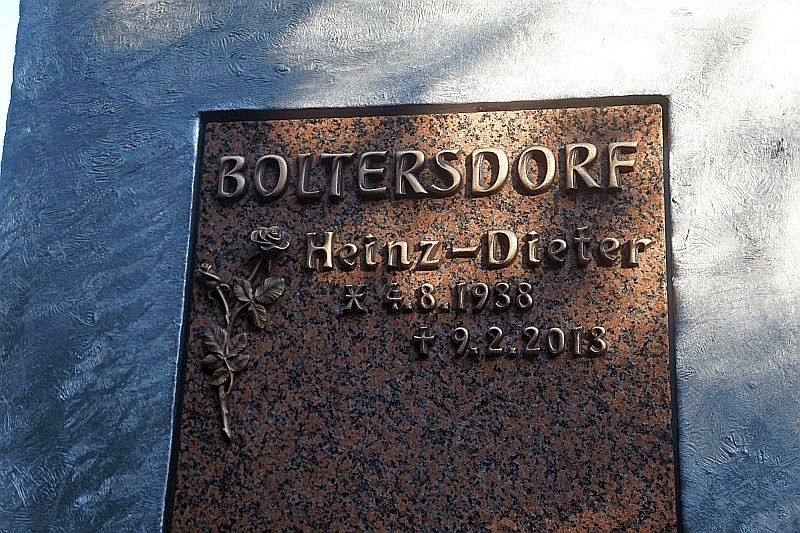 BOLTERSDORF
Heinz-Dieter
* 4.8.1938
† 9.2.2013